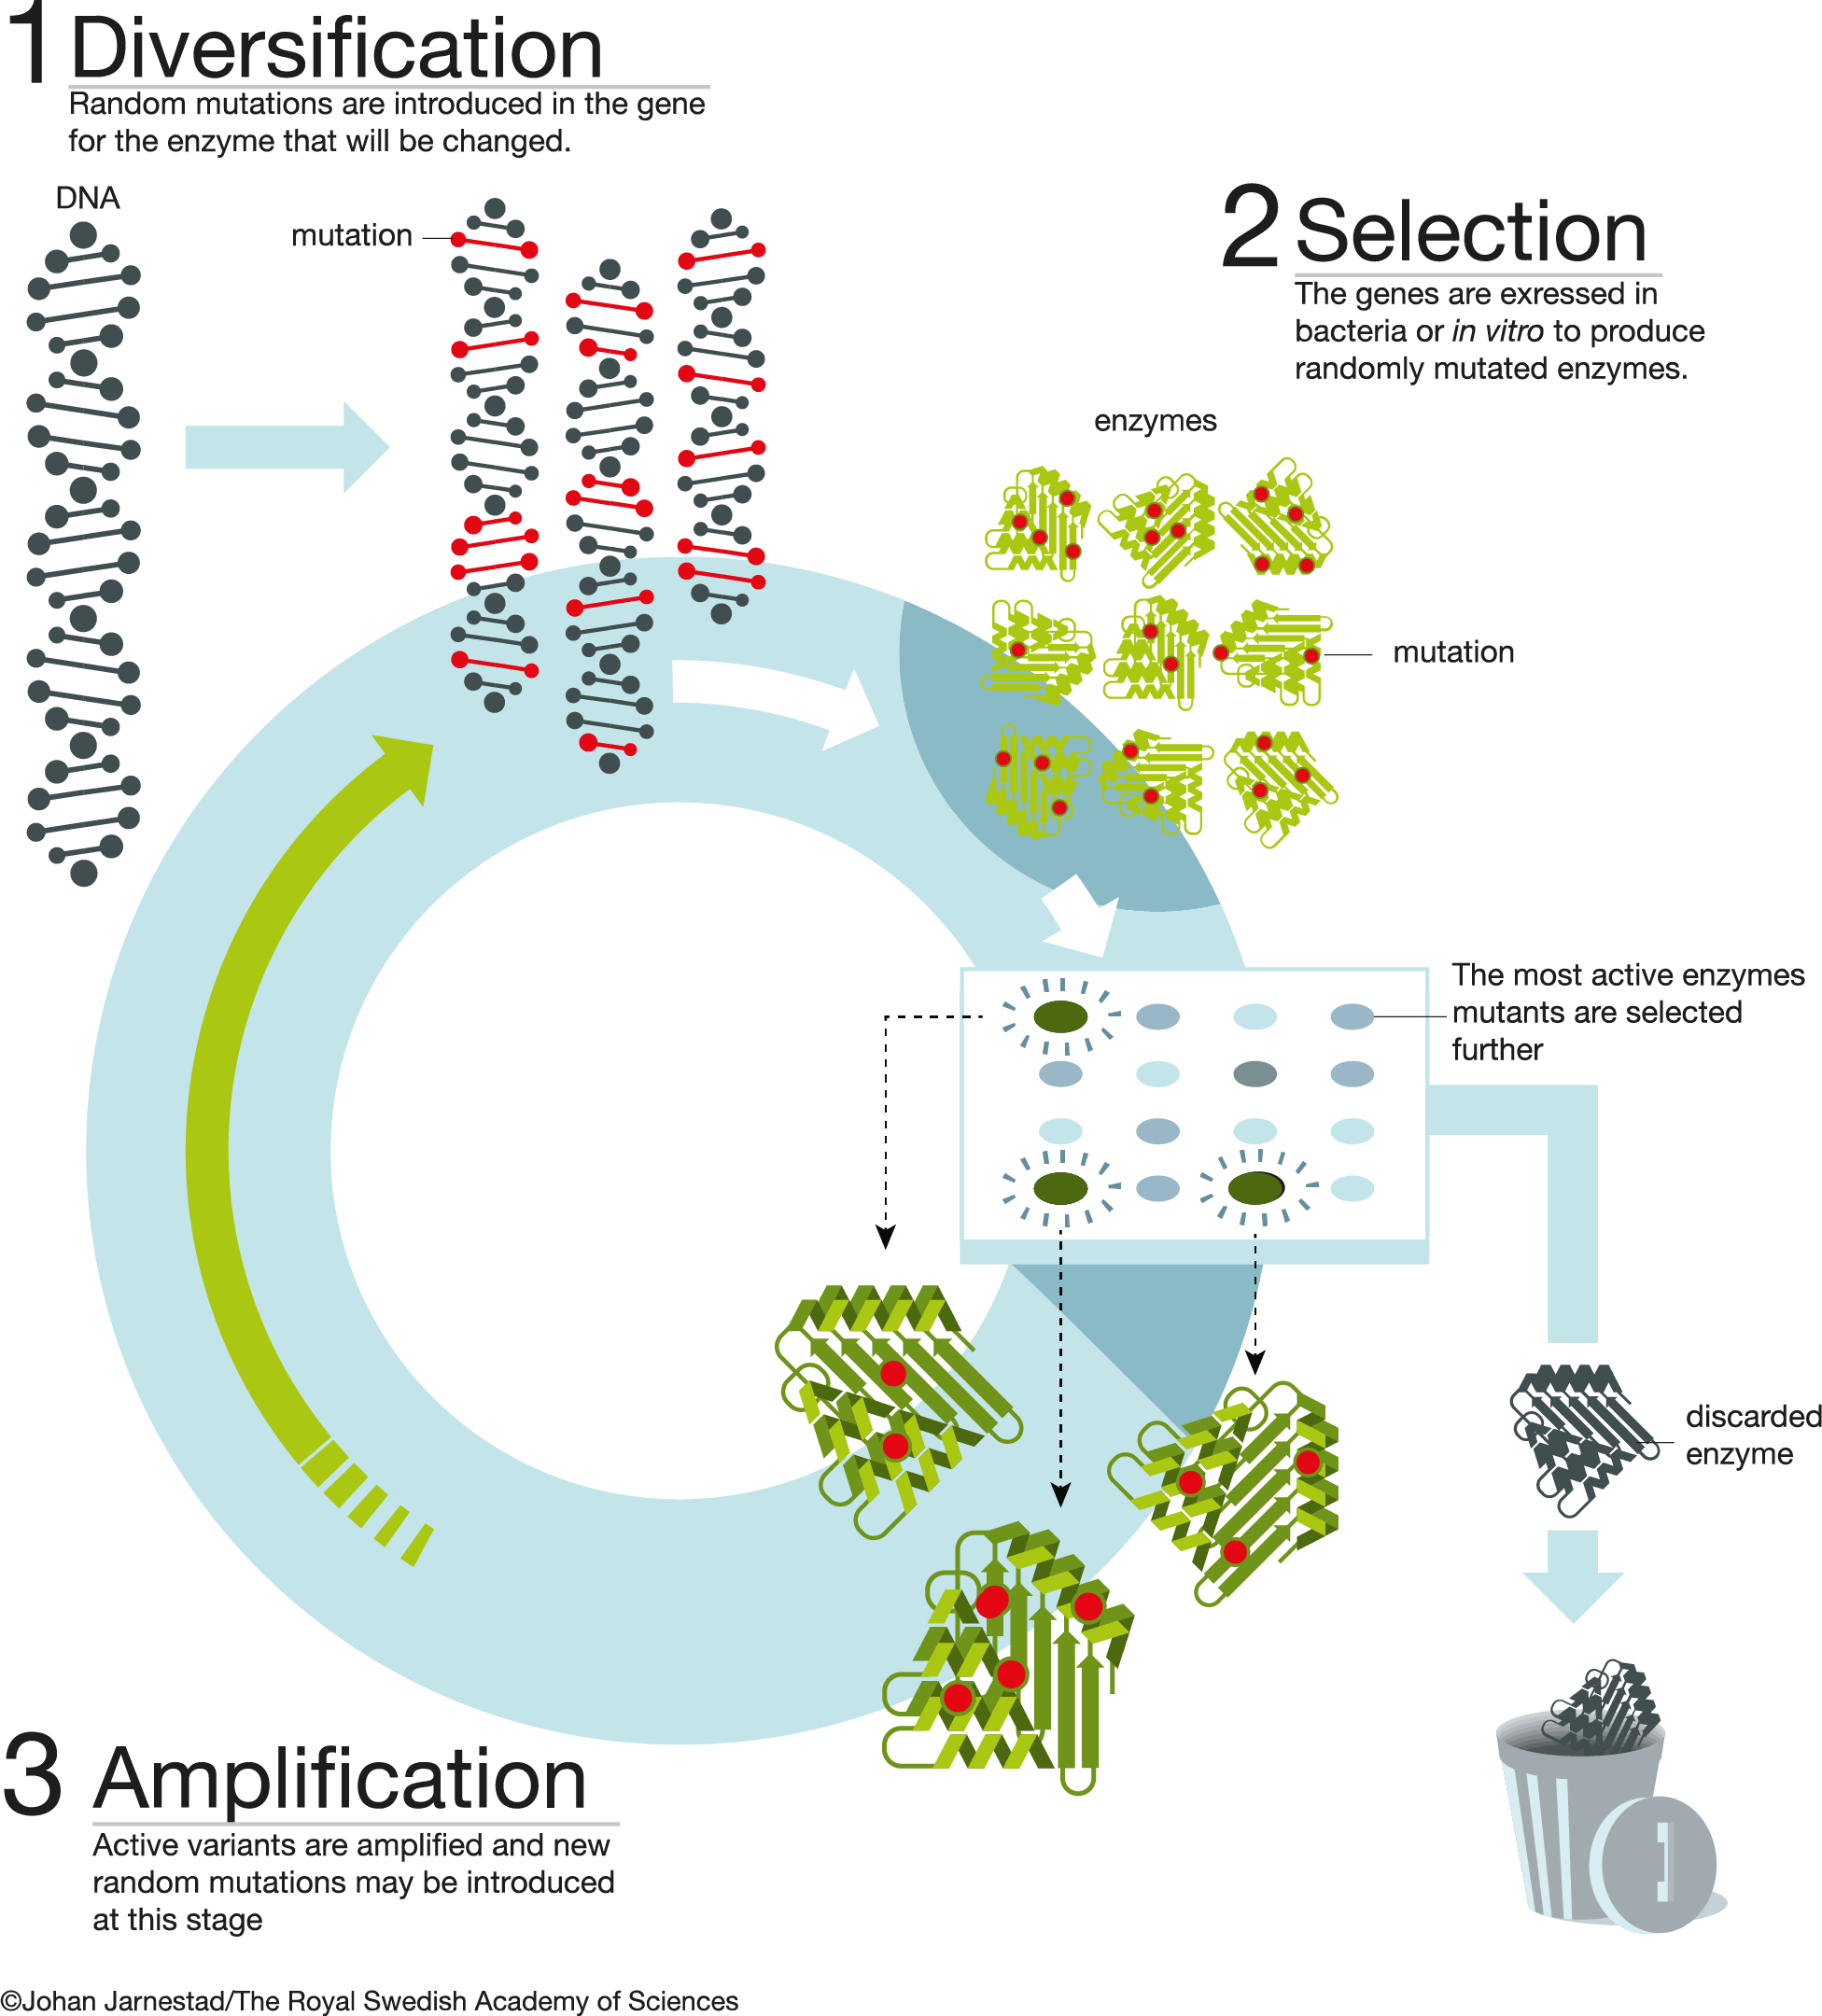 1 Diversification
Random mutations are introduced in the gene
for the enzyme that will be changed.
DNA
mutation
2 Selection
The genes are exressed in
bacteria or in vitro to produce
randomly mutated enzymes.
enzymes
mutation
The most active enzymes
mutants are selected
further
discarded
enzyme
3 Amplification
Active variants are amplified and new
random mutations may be introduced
at this stage
©Johan Jarnestad/The Royal Swedish Academy of Sciences